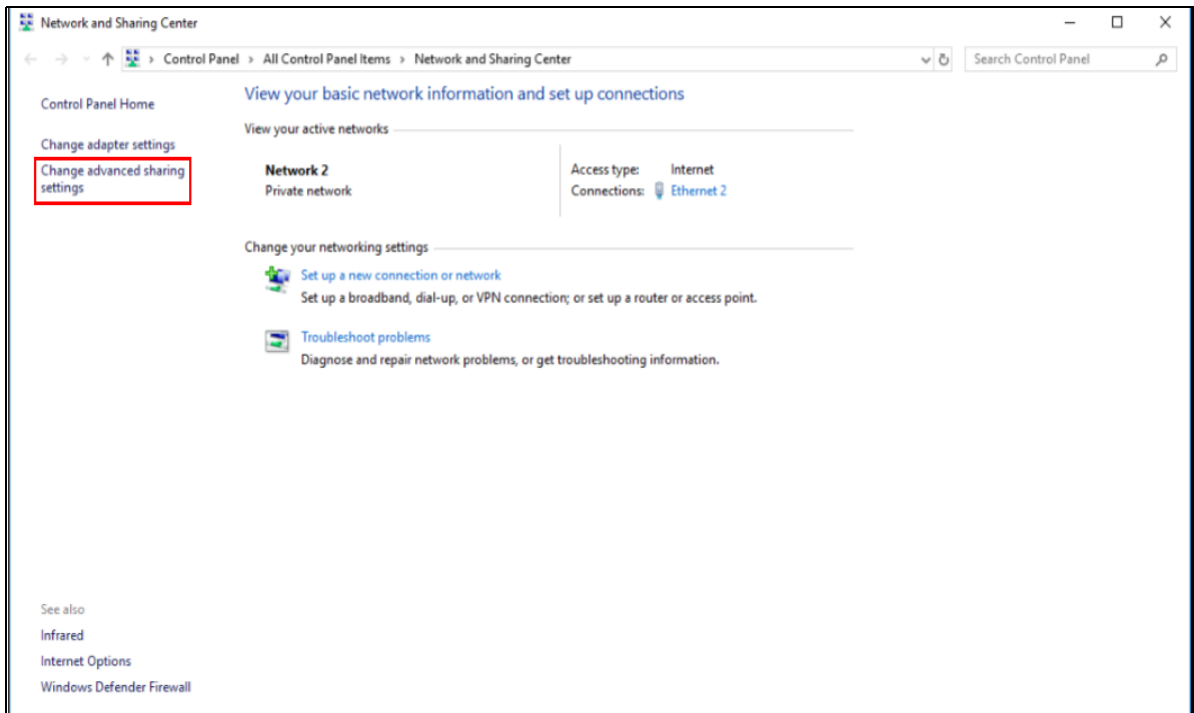 Network and Sharing Center
Control Panel > All Control Panel Items > Network and Sharing Center
Search Control Panel
Control Panel Home
Change adapter settings
Change advanced sharing
settings
View your basic network information and set up connections
View your active networks
Network 2
Private network
Access type: Internet
Connections: Ethernet 2
Change your networking settings
Set up a new connection or network
Set up a broadband, dial-up, or VPN connection; or set up a router or access point.
Troubleshoot problems
Diagnose and repair network problems, or get troubleshooting information.
See also
Infrared
Internet Options
Windows Defender Firewall